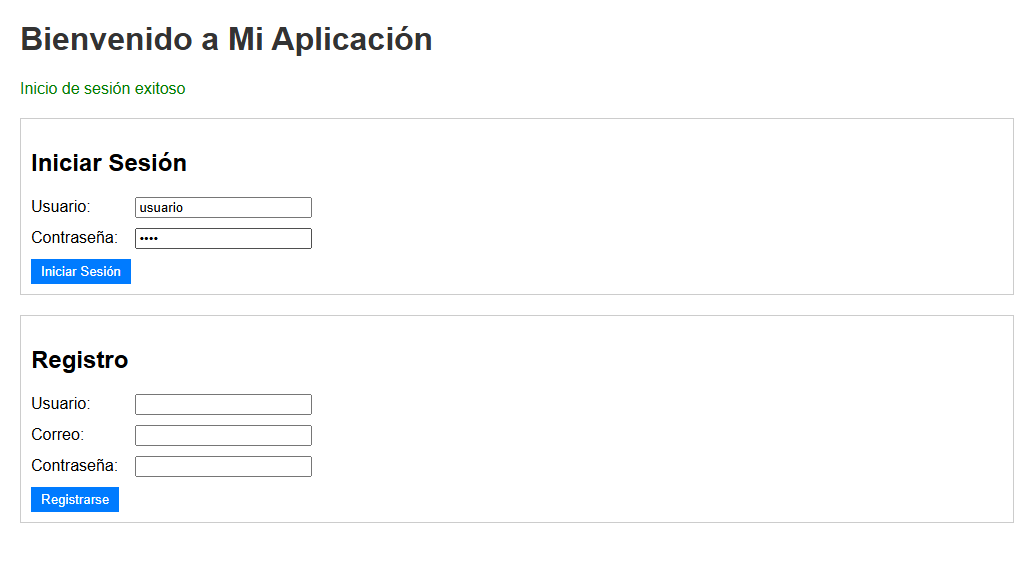 Bienvenido a Mi Aplicación
Inicio de sesión exitoso
Iniciar Sesión
Usuario: usuario
Contraseña: ••••
Iniciar Sesión
Registro
Usuario:
Correo:
Contraseña:
Registrarse